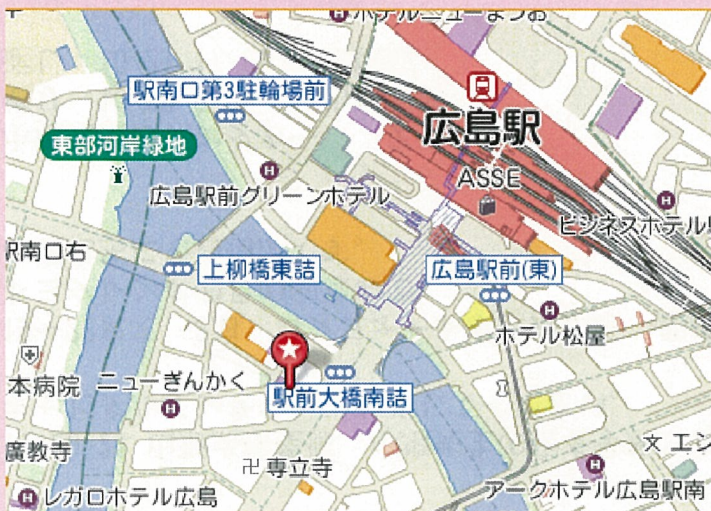 ホテルニューまつお
駅南口第3駐輪場前
広島駅
東部河岸緑地
ASSE
広島駅前グリーンホテル
ビジネスホテル
駅南口右
上柳橋東詰
広島駅前(東)
ホテル松屋
本病院
ニューぎんかく
駅前大橋南詰
廣教寺
卍専立寺
文エン
レガロホテル広島
アークホテル広島駅南